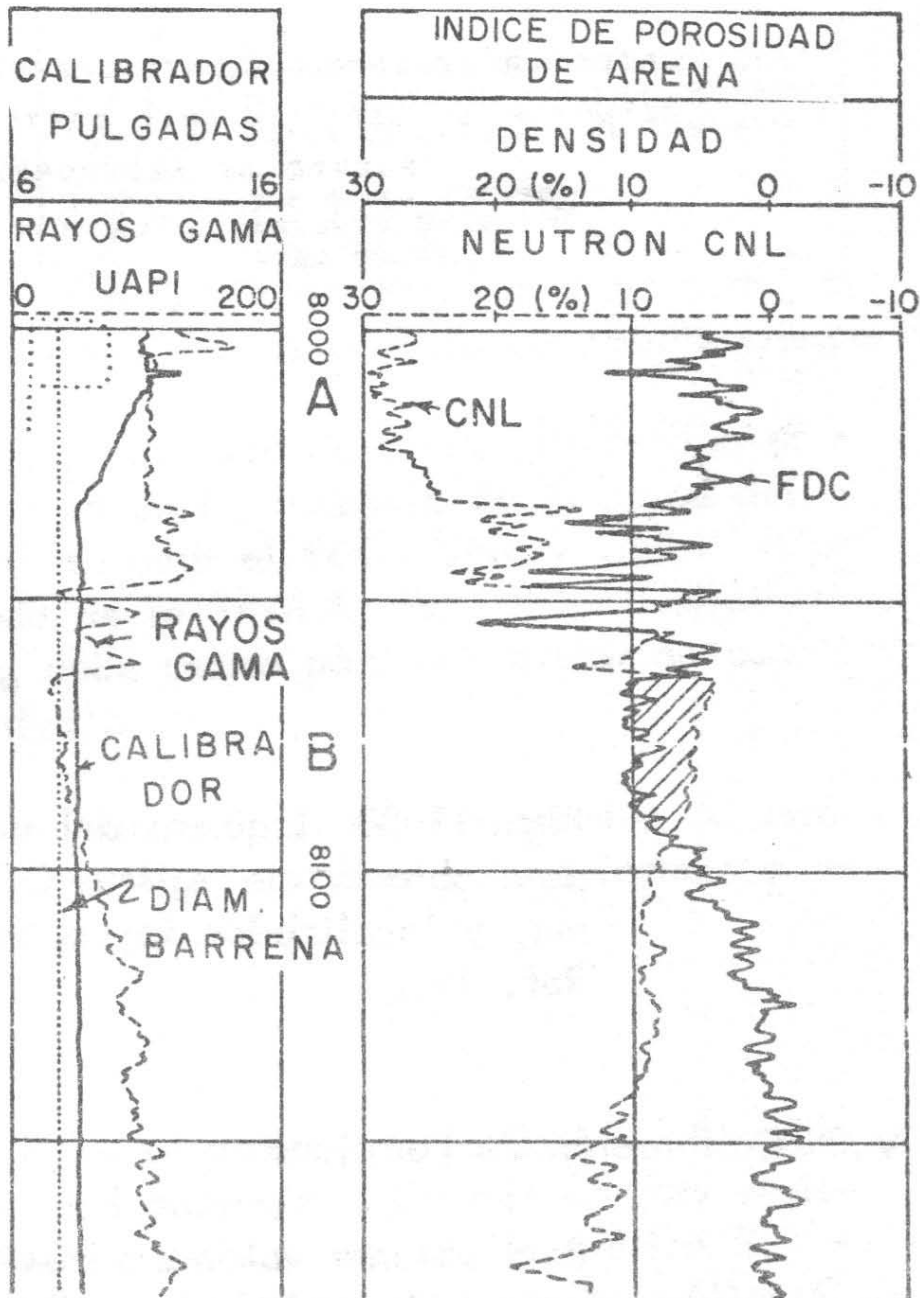 CALIBRADOR
PULGADAS
6 16
RAYOS GAMA
UAPI
0 200
INDICE DE POROSIDAD
DE ARENA
DENSIDAD
30 20 (%) 10 0 -10
NEUTRON CNL
30 20 (%) 10 0 -10
8000
A
CNL
FDC
RAYOS
GAMA
B
CALIBRA
DOR
8100
DIAM.
BARRENA